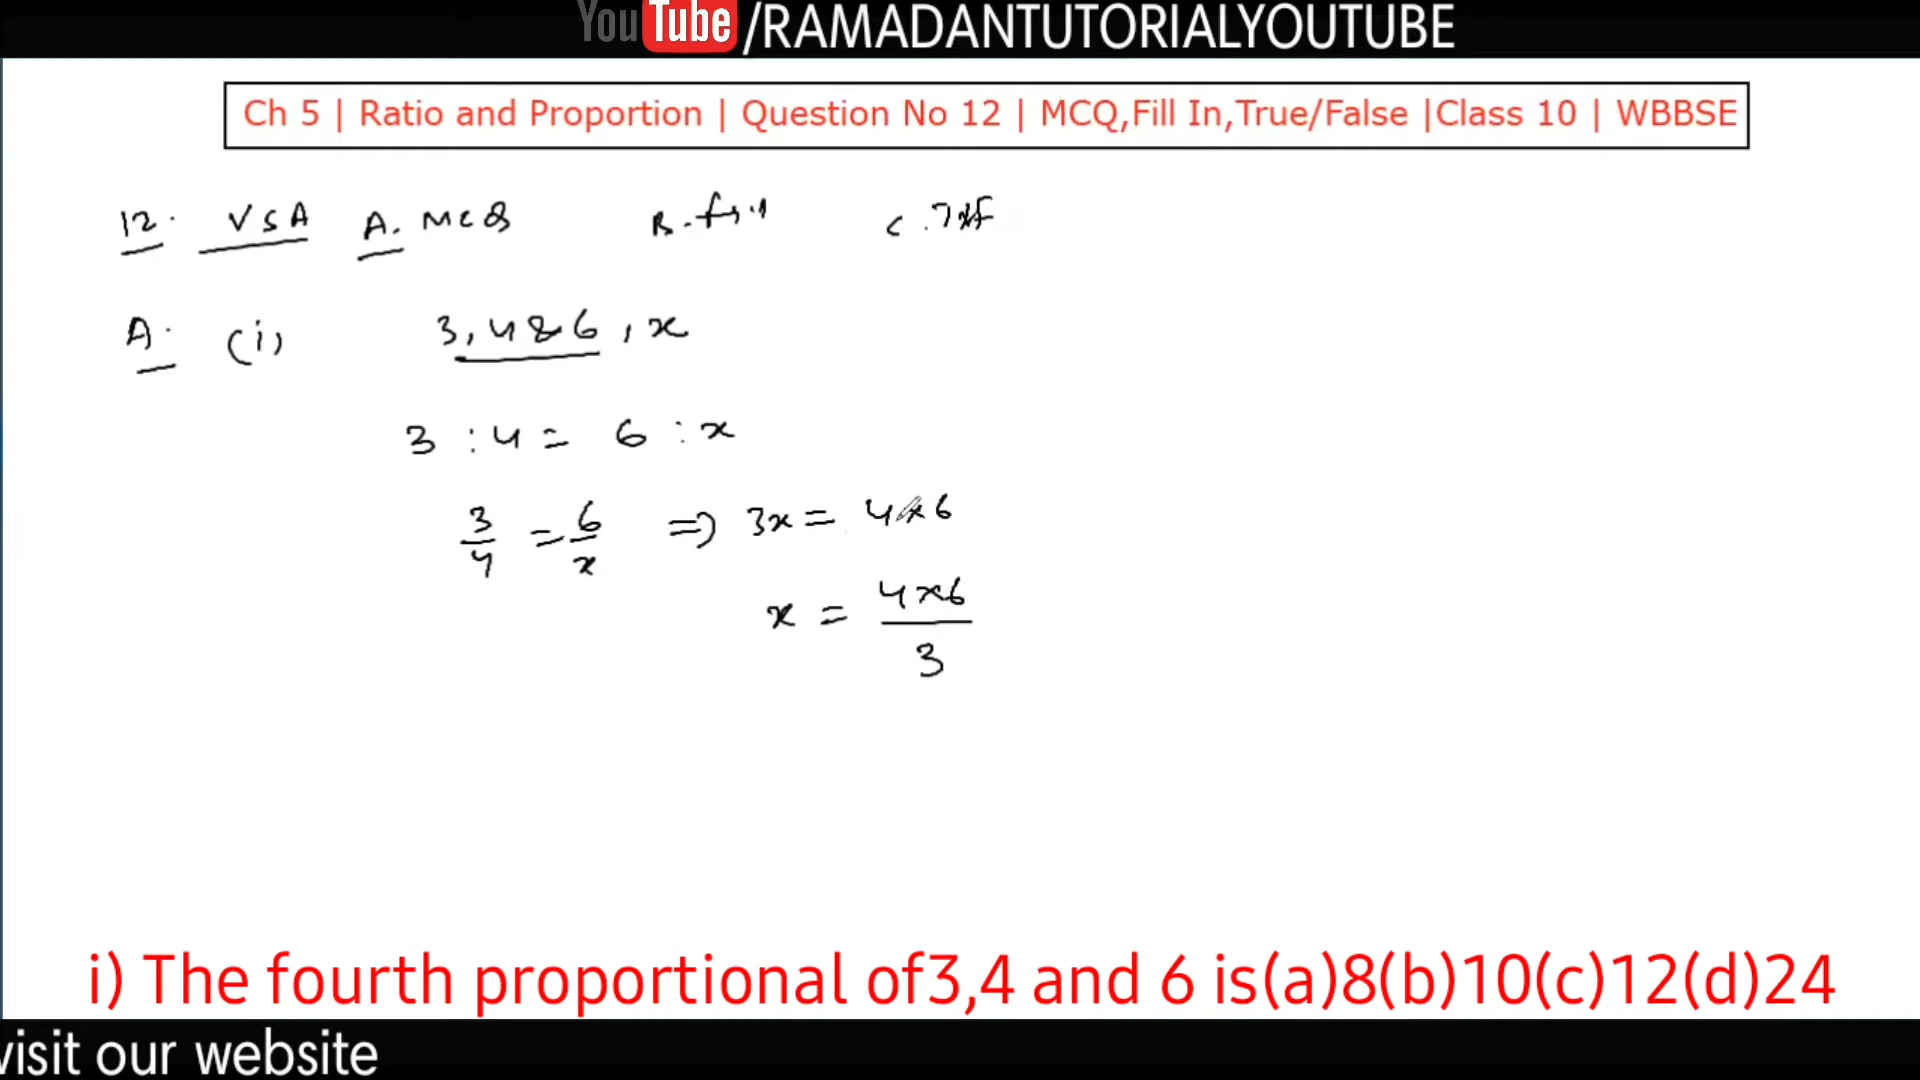 YouTube/RAMADANTUTORIALYOUTUBE
Ch 5 | Ratio and Proportion | Question No 12 | MCQ,Fill In,True/False |Class 10 | WBBSE
12. VSA A. MCQ B. fill C. T/F
A. (i) 3, 4 & 6, x
3 : 4 = 6 : x
3/4 = 6/x ⇒ 3x = 4×6
x = 4×6/3
i) The fourth proportional of3,4 and 6 is(a)8(b)10(c)12(d)24
visit our website